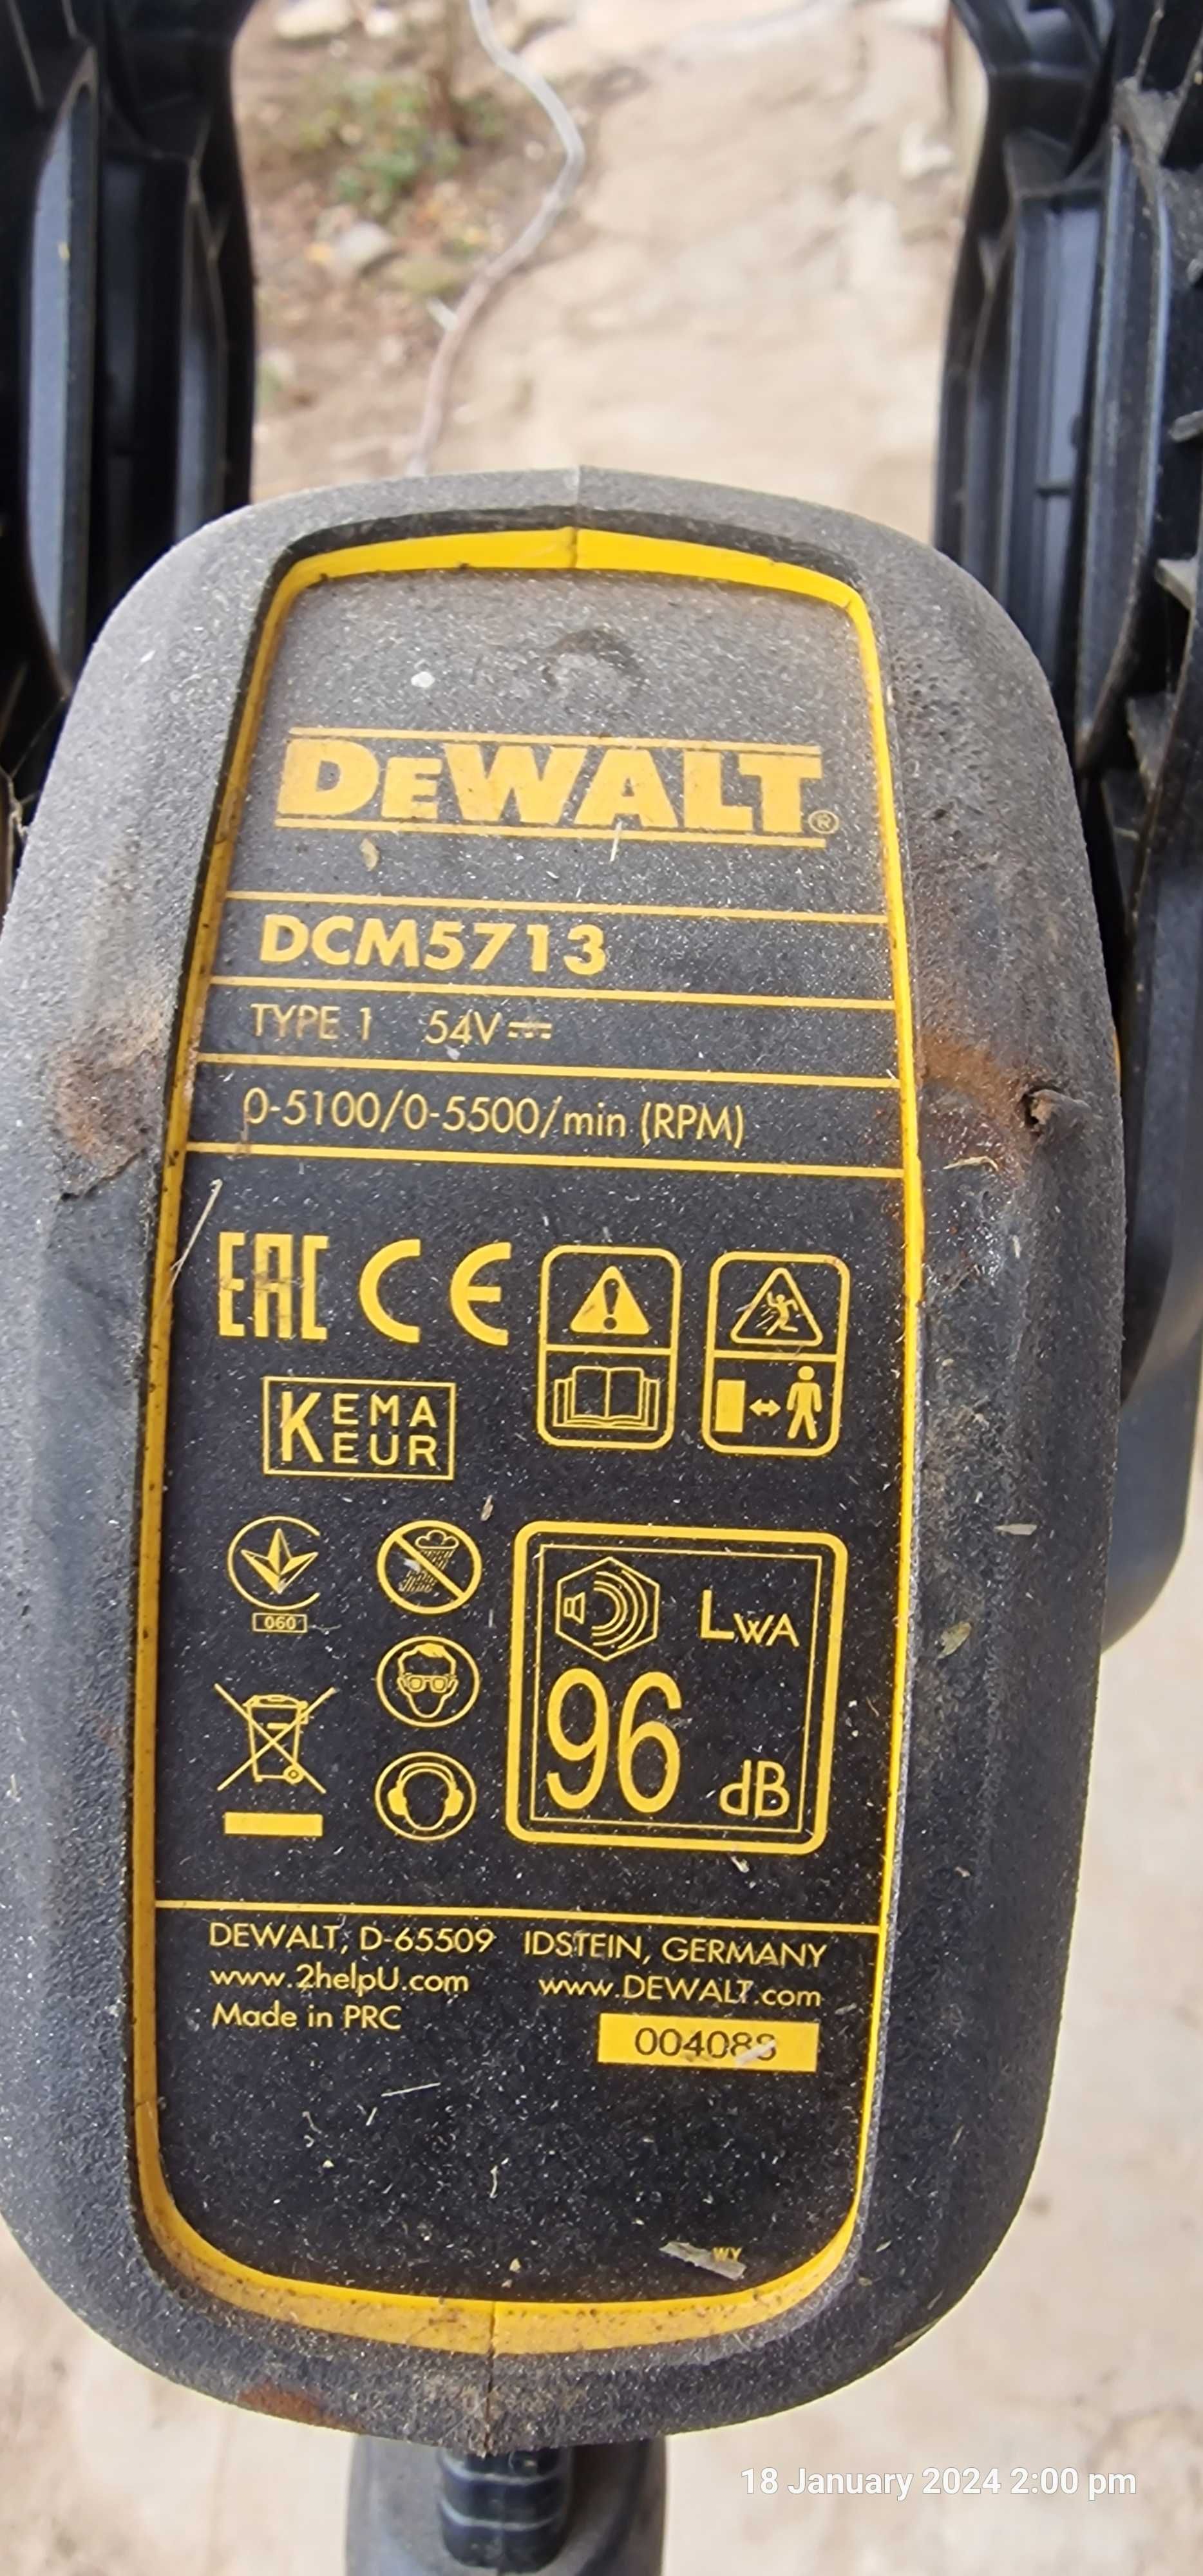 DEWALT®
DCM5713
TYPE 1 54V
0-5100/0-5500/min (RPM)
EAC CE
KEMA
KEUR
060
LWA
96
dB
DEWALT, D-65509 IDSTEIN, GERMANY
www.2helpU.com www.DEWALT.com
Made in PRC
WY
18 January 2024 2:00 pm